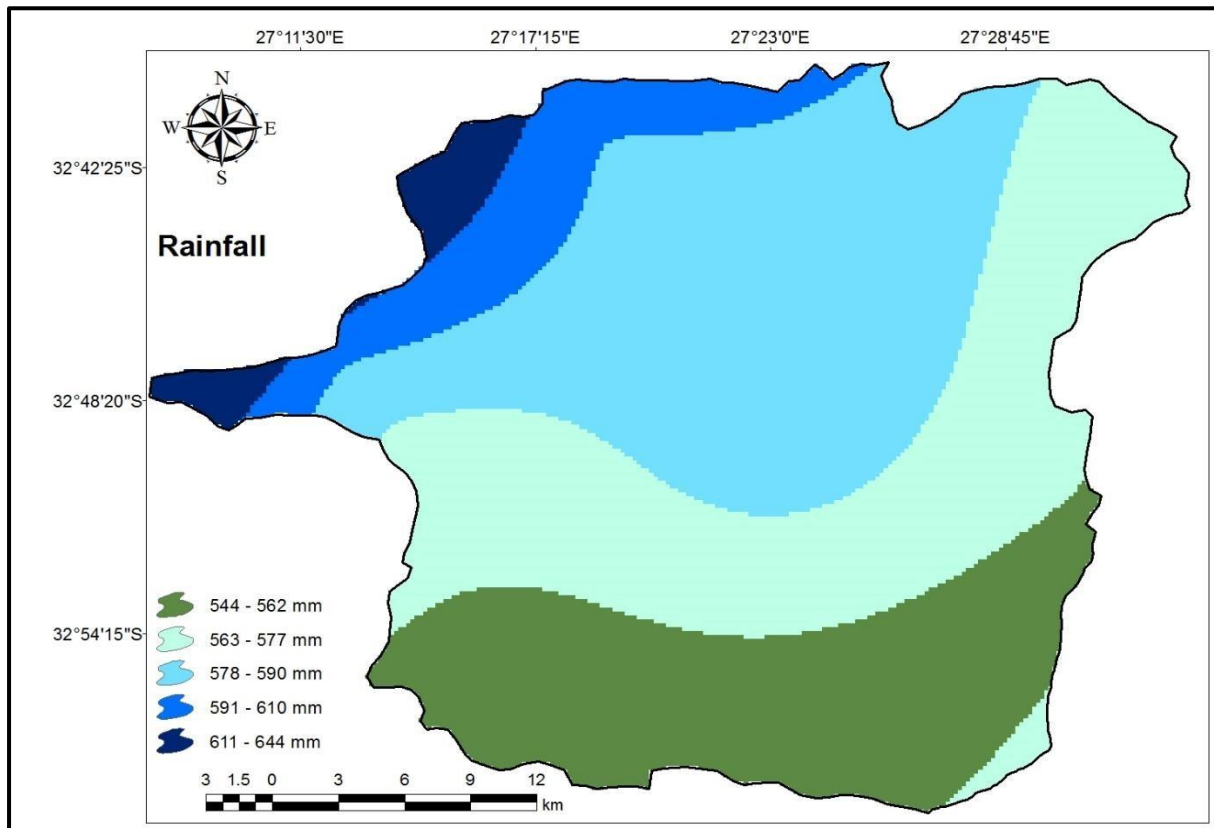 27°11'30"E 27°17'15"E 27°23'0"E 27°28'45"E
N
W E
S
32°42'25"S
Rainfall
32°48'20"S
544 - 562 mm
32°54'15"S
563 - 577 mm
578 - 590 mm
591 - 610 mm
611 - 644 mm
3 1.5 0 3 6 9 12
km